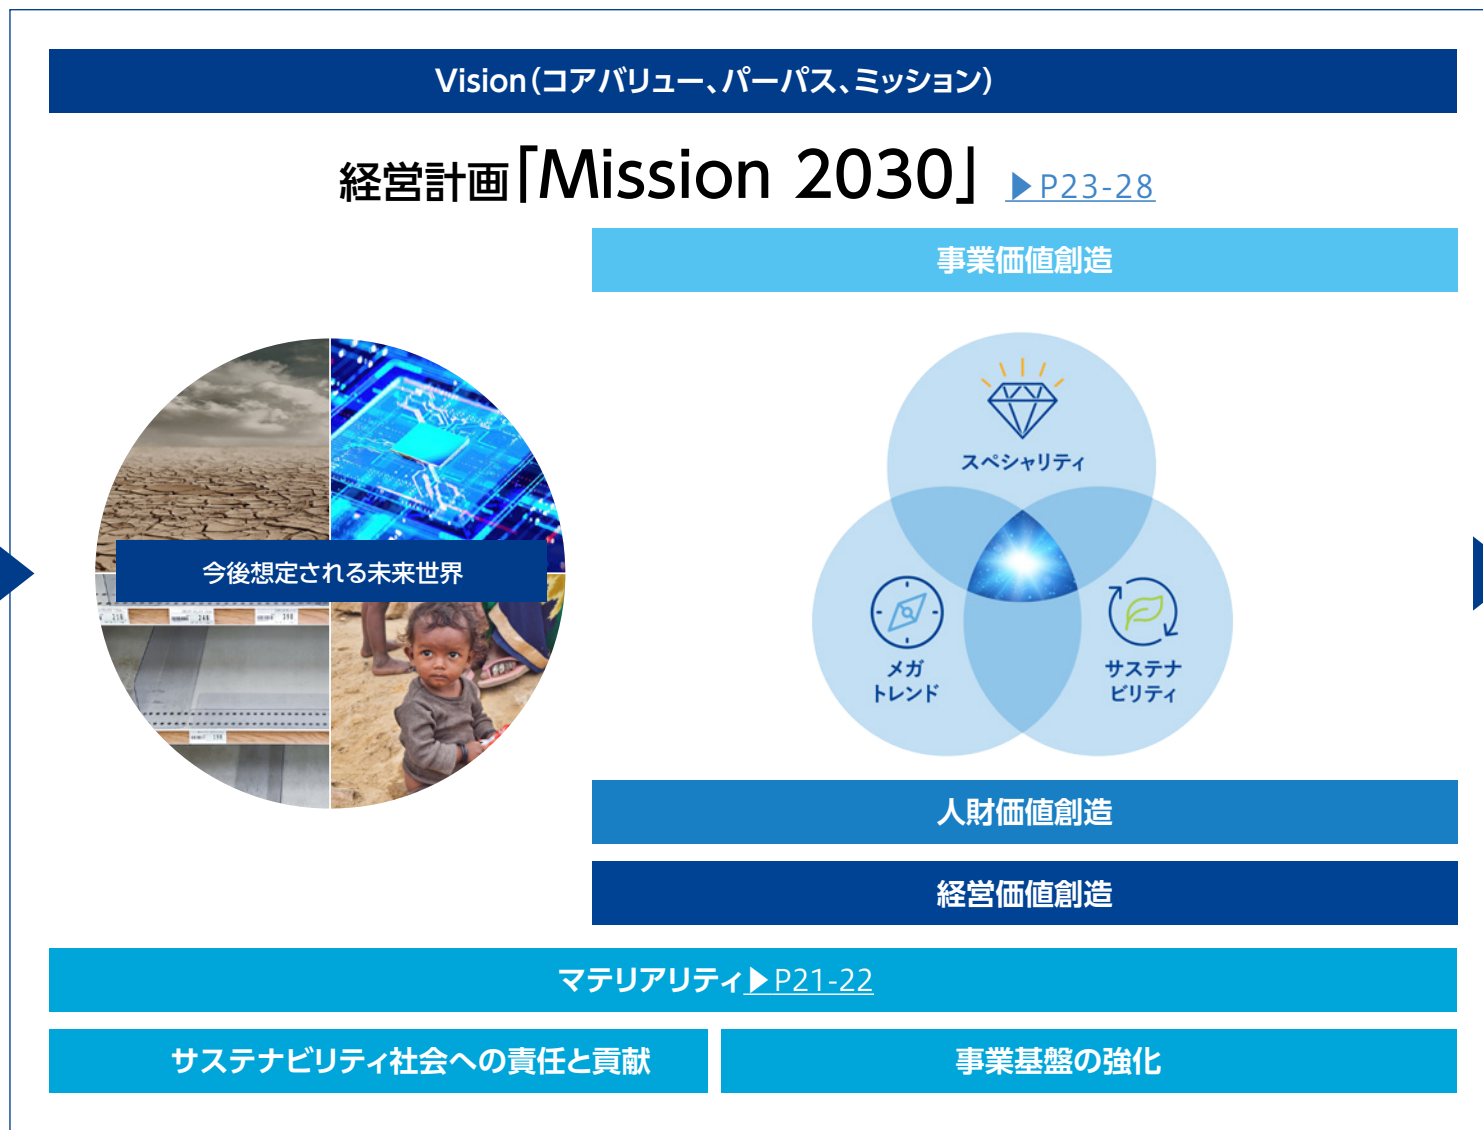 Vision(コアバリュー、パーパス、ミッション)
経営計画「Mission 2030」 ▶P23-28
事業価値創造
今後想定される未来世界
スペシャリティ
メガ
トレンド
サステナ
ビリティ
人財価値創造
経営価値創造
マテリアリティ▶P21-22
サステナビリティ社会への責任と貢献
事業基盤の強化